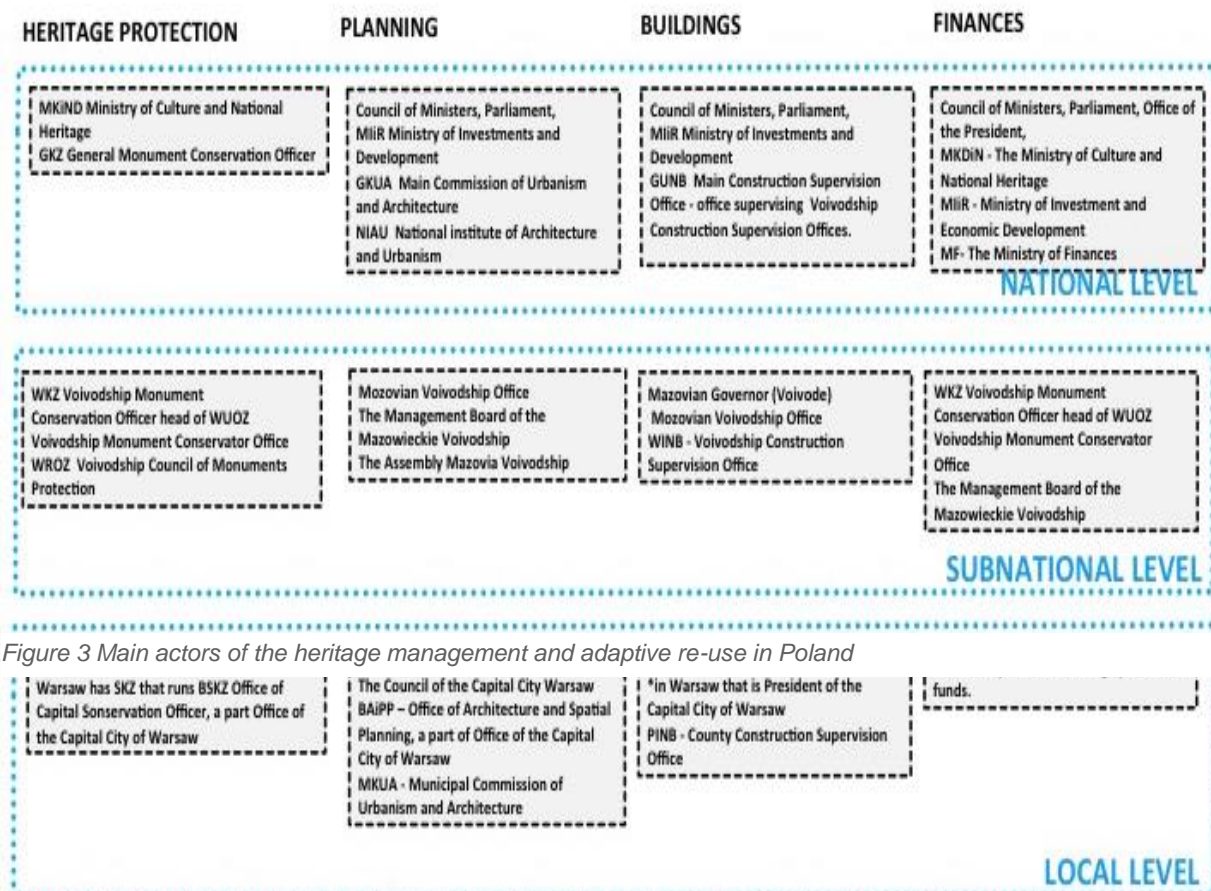 HERITAGE PROTECTION
PLANNING
BUILDINGS
FINANCES
MKiND Ministry of Culture and National
Heritage
GKZ General Monument Conservation Officer
Council of Ministers, Parliament,
MIiR Ministry of Investments and
Development
GKUA Main Commission of Urbanism
and Architecture
NIAU National institute of Architecture
and Urbanism
Council of Ministers, Parliament,
MIiR Ministry of Investments and
Development
GUNB Main Construction Supervision
Office - office supervising Voivodship
Construction Supervision Offices.
Council of Ministers, Parliament, Office of
the President,
MKDiN - The Ministry of Culture and
National Heritage
MIiR - Ministry of Investment and
Economic Development
MF- The Ministry of Finances
NATIONAL LEVEL
WKZ Voivodship Monument
Conservation Officer head of WUOZ
Voivodship Monument Conservator Office
WROZ Voivodship Council of Monuments
Protection
Mozovian Voivodship Office
The Management Board of the
Mazowieckie Voivodship
The Assembly Mazovia Voivodship
Mazovian Governor (Voivode)
Mozovian Voivodship Office
WINB - Voivodship Construction
Supervision Office
WKZ Voivodship Monument
Conservation Officer head of WUOZ
Voivodship Monument Conservator
Office
The Management Board of the
Mazowieckie Voivodship
SUBNATIONAL LEVEL
Figure 3 Main actors of the heritage management and adaptive re-use in Poland
Warsaw has SKZ that runs BSKZ Office of
Capital Sonservation Officer, a part Office of
the Capital City of Warsaw
The Council of the Capital City Warsaw
BAiPP – Office of Architecture and Spatial
Planning, a part of Office of the Capital
City of Warsaw
MKUA - Municipal Commission of
Urbanism and Architecture
*in Warsaw that is President of the
Capital City of Warsaw
PINB - County Construction Supervision
Office
funds.
LOCAL LEVEL